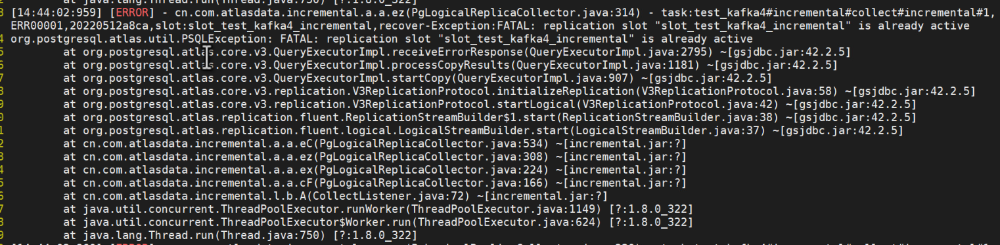 at java.lang.Thread.run(Thread.java:750) [?:1.8.0_322]
3 [14:44:02:959] [ERROR] - cn.com.atlasdata.incremental.a.a.ez(PgLogicalReplicaCollector.java:314) - task:test_kafka4#incremental#collect#incremental#1,
ERR00001,20220512a8ca,slot:slot_test_kafka4_incremental,recover-Exception:FATAL: replication slot "slot_test_kafka4_incremental" is already active
4 org.postgresql.atlas.util.PSQLException: FATAL: replication slot "slot_test_kafka4_incremental" is already active
5 at org.postgresql.atlas.core.v3.QueryExecutorImpl.receiveErrorResponse(QueryExecutorImpl.java:2795) ~[gsjdbc.jar:42.2.5]
6 at org.postgresql.atlas.core.v3.QueryExecutorImpl.processCopyResults(QueryExecutorImpl.java:1181) ~[gsjdbc.jar:42.2.5]
7 at org.postgresql.atlas.core.v3.QueryExecutorImpl.startCopy(QueryExecutorImpl.java:907) ~[gsjdbc.jar:42.2.5]
8 at org.postgresql.atlas.core.v3.replication.V3ReplicationProtocol.initializeReplication(V3ReplicationProtocol.java:58) ~[gsjdbc.jar:42.2.5]
9 at org.postgresql.atlas.core.v3.replication.V3ReplicationProtocol.startLogical(V3ReplicationProtocol.java:42) ~[gsjdbc.jar:42.2.5]
0 at org.postgresql.atlas.replication.fluent.ReplicationStreamBuilder$1.start(ReplicationStreamBuilder.java:38) ~[gsjdbc.jar:42.2.5]
1 at org.postgresql.atlas.replication.fluent.logical.LogicalStreamBuilder.start(LogicalStreamBuilder.java:37) ~[gsjdbc.jar:42.2.5]
2 at cn.com.atlasdata.incremental.a.a.eC(PgLogicalReplicaCollector.java:534) ~[incremental.jar:?]
3 at cn.com.atlasdata.incremental.a.a.ez(PgLogicalReplicaCollector.java:308) ~[incremental.jar:?]
4 at cn.com.atlasdata.incremental.a.a.ex(PgLogicalReplicaCollector.java:224) ~[incremental.jar:?]
5 at cn.com.atlasdata.incremental.a.a.cF(PgLogicalReplicaCollector.java:166) ~[incremental.jar:?]
6 at cn.com.atlasdata.incremental.l.b.A(CollectListener.java:72) ~[incremental.jar:?]
7 at java.util.concurrent.ThreadPoolExecutor.runWorker(ThreadPoolExecutor.java:1149) [?:1.8.0_322]
8 at java.util.concurrent.ThreadPoolExecutor$Worker.run(ThreadPoolExecutor.java:624) [?:1.8.0_322]
9 at java.lang.Thread.run(Thread.java:750) [?:1.8.0_322]